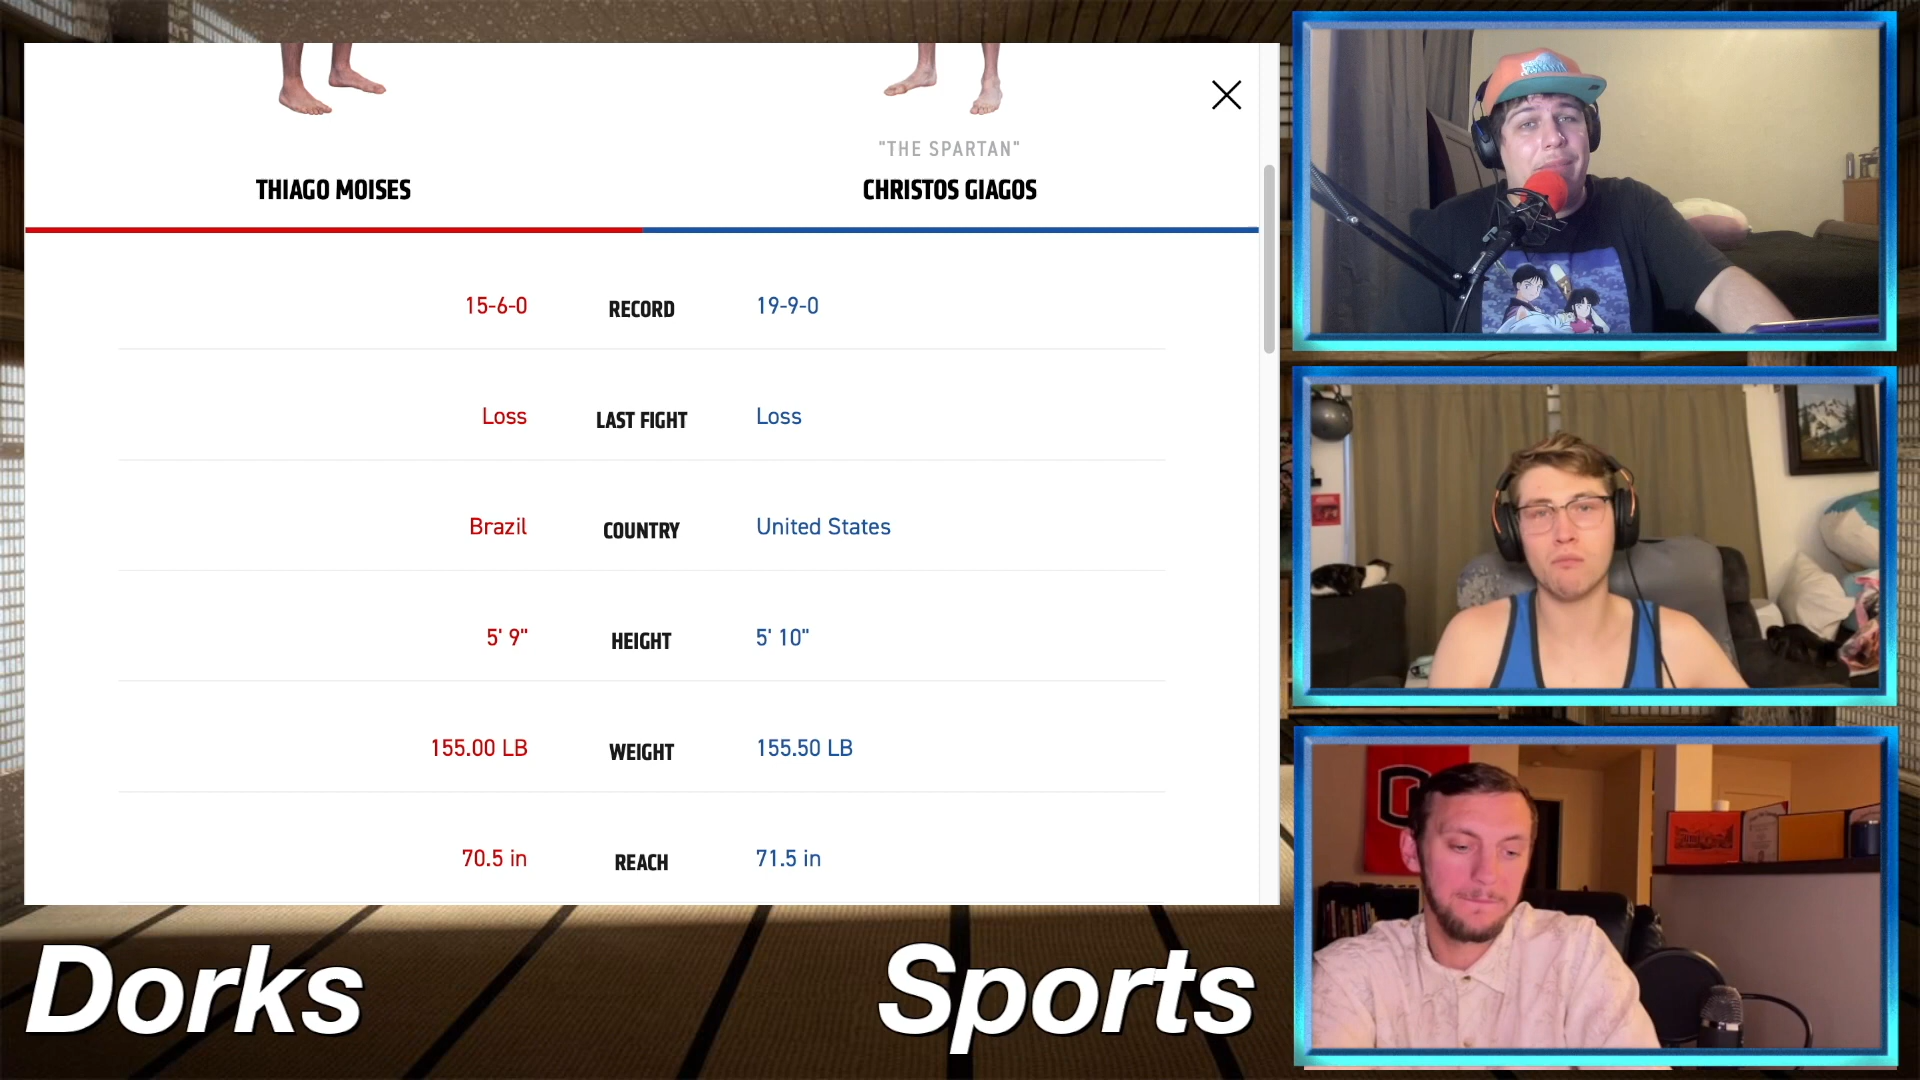 "THE SPARTAN"
THIAGO MOISES
CHRISTOS GIAGOS
15-6-0 RECORD 19-9-0
Loss LAST FIGHT Loss
Brazil COUNTRY United States
5' 9" HEIGHT 5' 10"
155.00 LB WEIGHT 155.50 LB
70.5 in REACH 71.5 in
Dorks
Sports